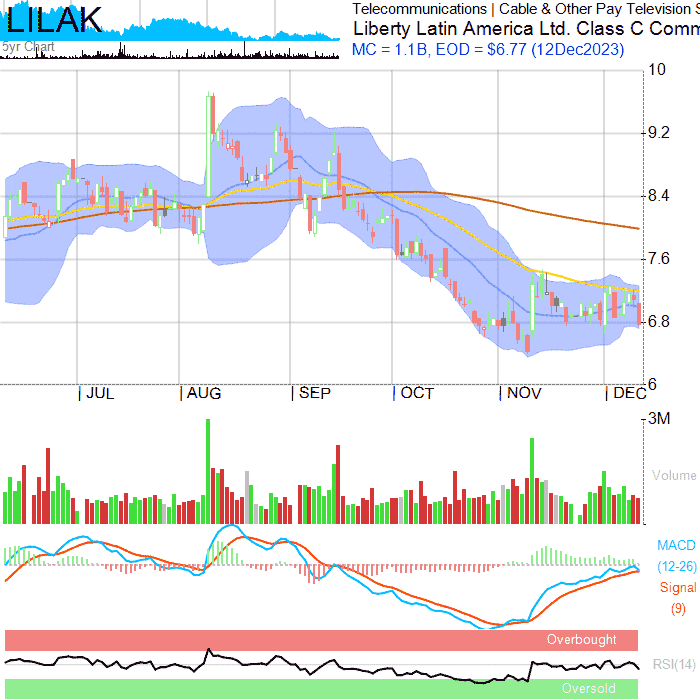 LILAK
5yr Chart
Telecommunications | Cable & Other Pay Television S
Liberty Latin America Ltd. Class C Comm
MC = 1.1B, EOD = $6.77 (12Dec2023)
10
9.2
8.4
7.6
6.8
6
| JUL | AUG | SEP | OCT | NOV | DEC
3M
Volume
MACD
(12-26)
Signal
(9)
Overbought
RSI(14)
Oversold